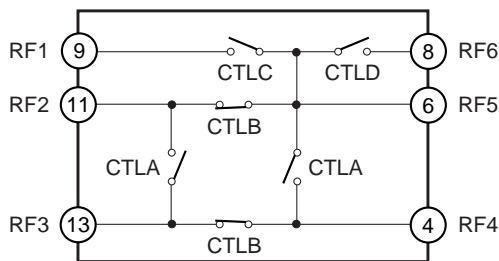 RF1 9 8 RF6
CTLC CTLD
RF2 11 6 RF5
CTLB
CTLA CTLA
RF3 13 4 RF4
CTLB